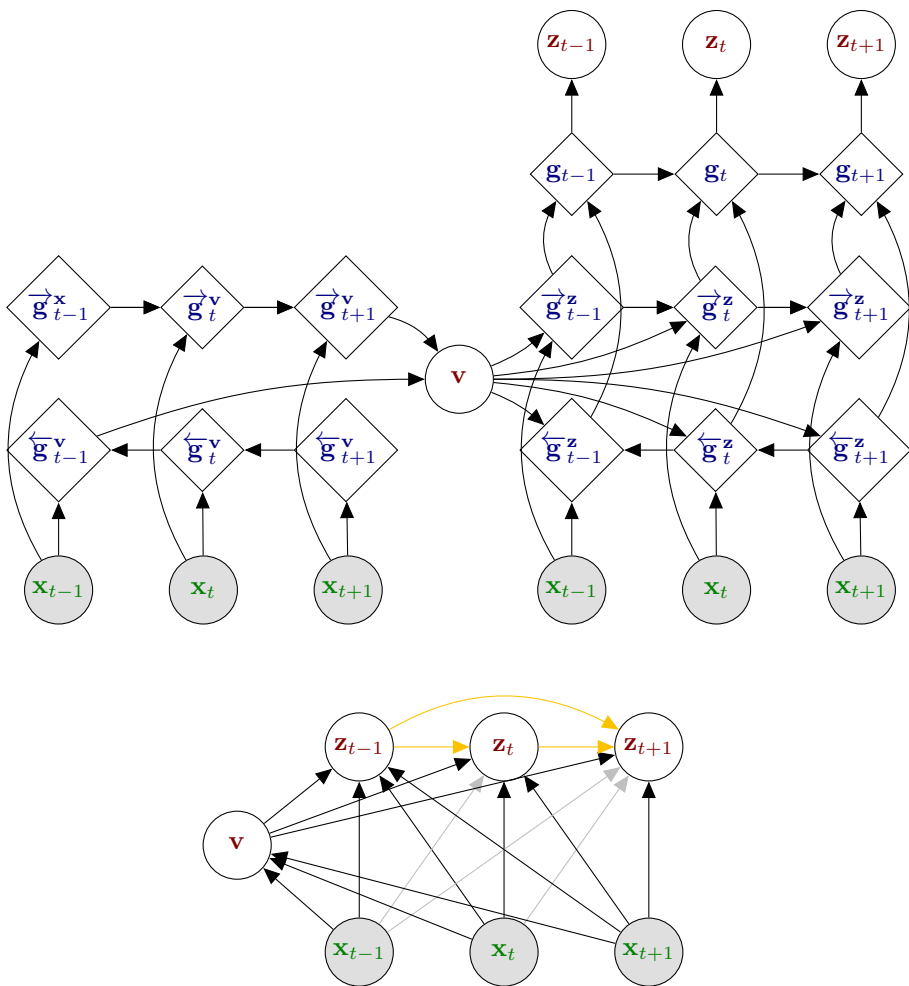 z_{t−1} z_t z_{t+1}
g_{t−1} g_t g_{t+1}
→g^x_{t−1} →g^v_t →g^v_{t+1} →g^z_{t−1} →g^z_t →g^z_{t+1}
v
←g^v_{t−1} ←g^v_t ←g^v_{t+1} ←g^z_{t−1} ←g^z_t ←g^z_{t+1}
x_{t−1} x_t x_{t+1} x_{t−1} x_t x_{t+1}
z_{t−1} z_t z_{t+1}
v
x_{t−1} x_t x_{t+1}